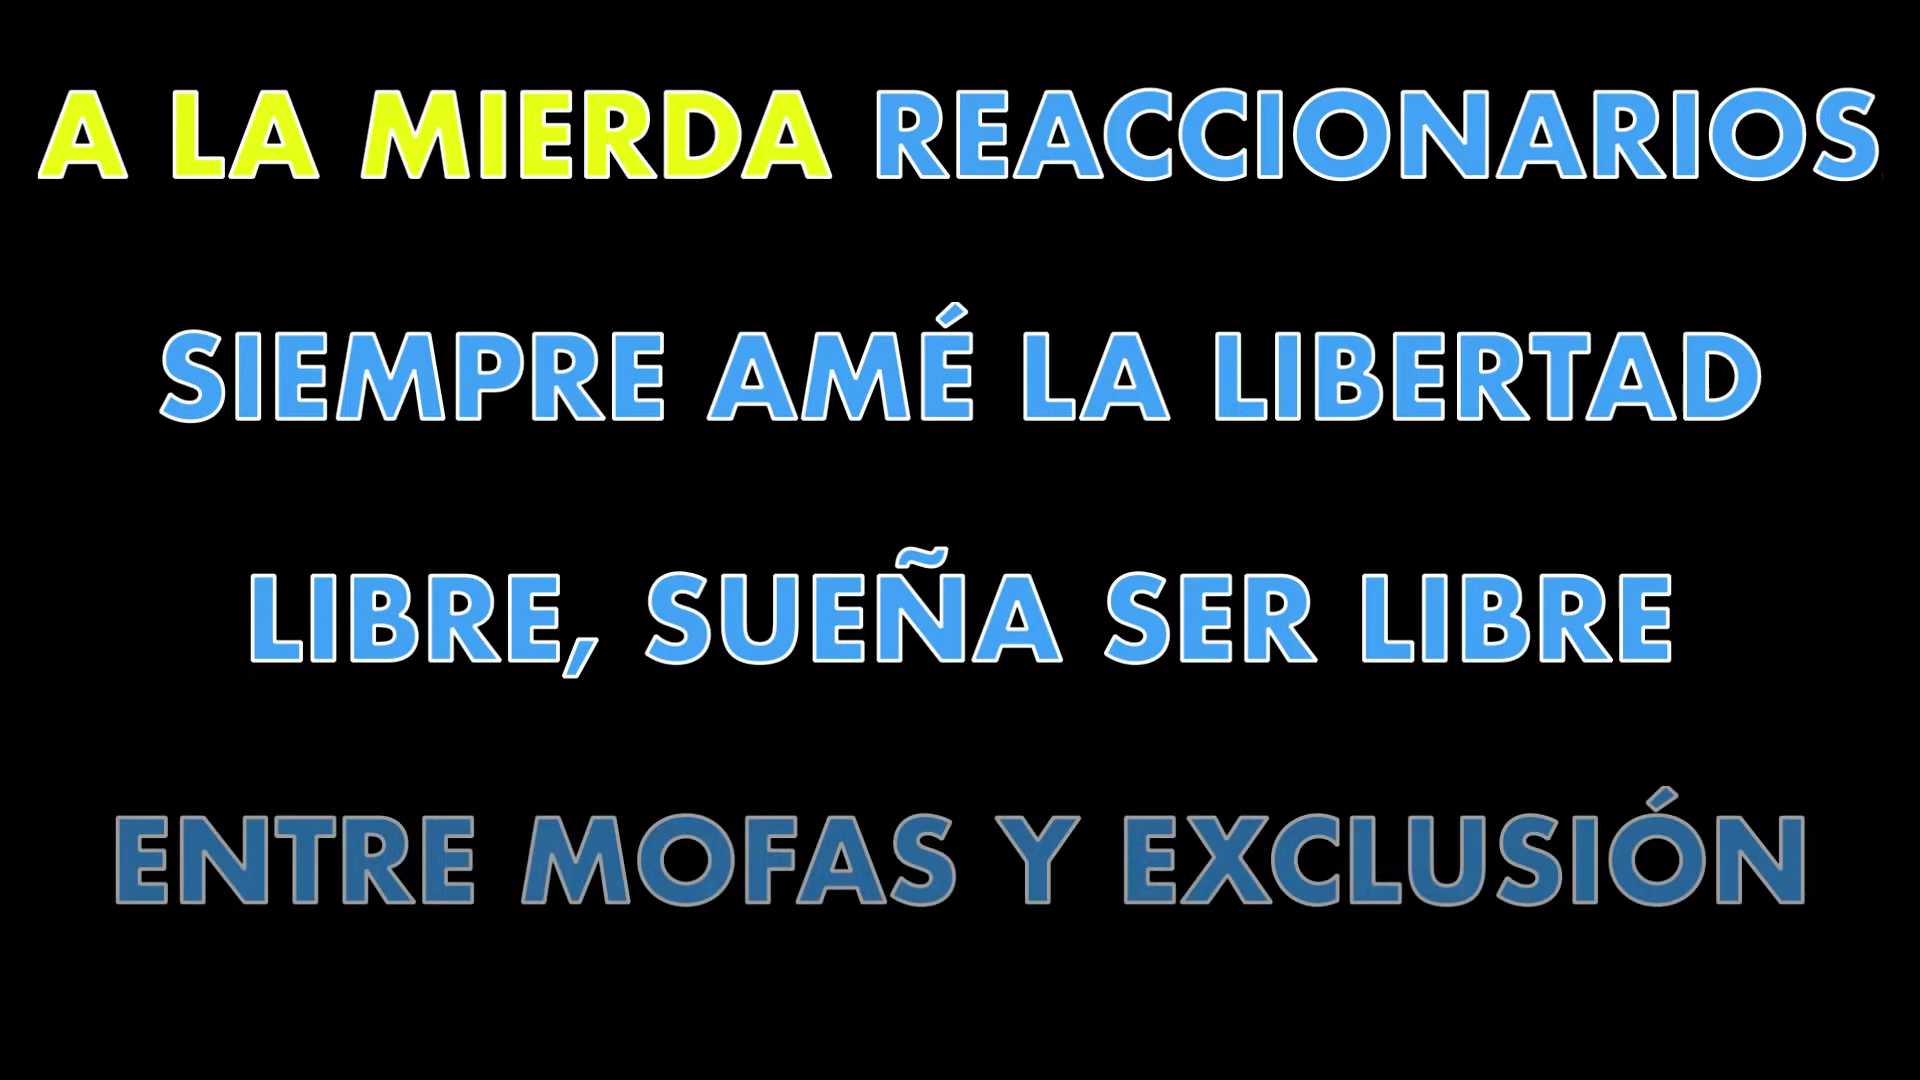 A LA MIERDA REACCIONARIOS
SIEMPRE AMÉ LA LIBERTAD
LIBRE, SUEÑA SER LIBRE
ENTRE MOFAS Y EXCLUSIÓN